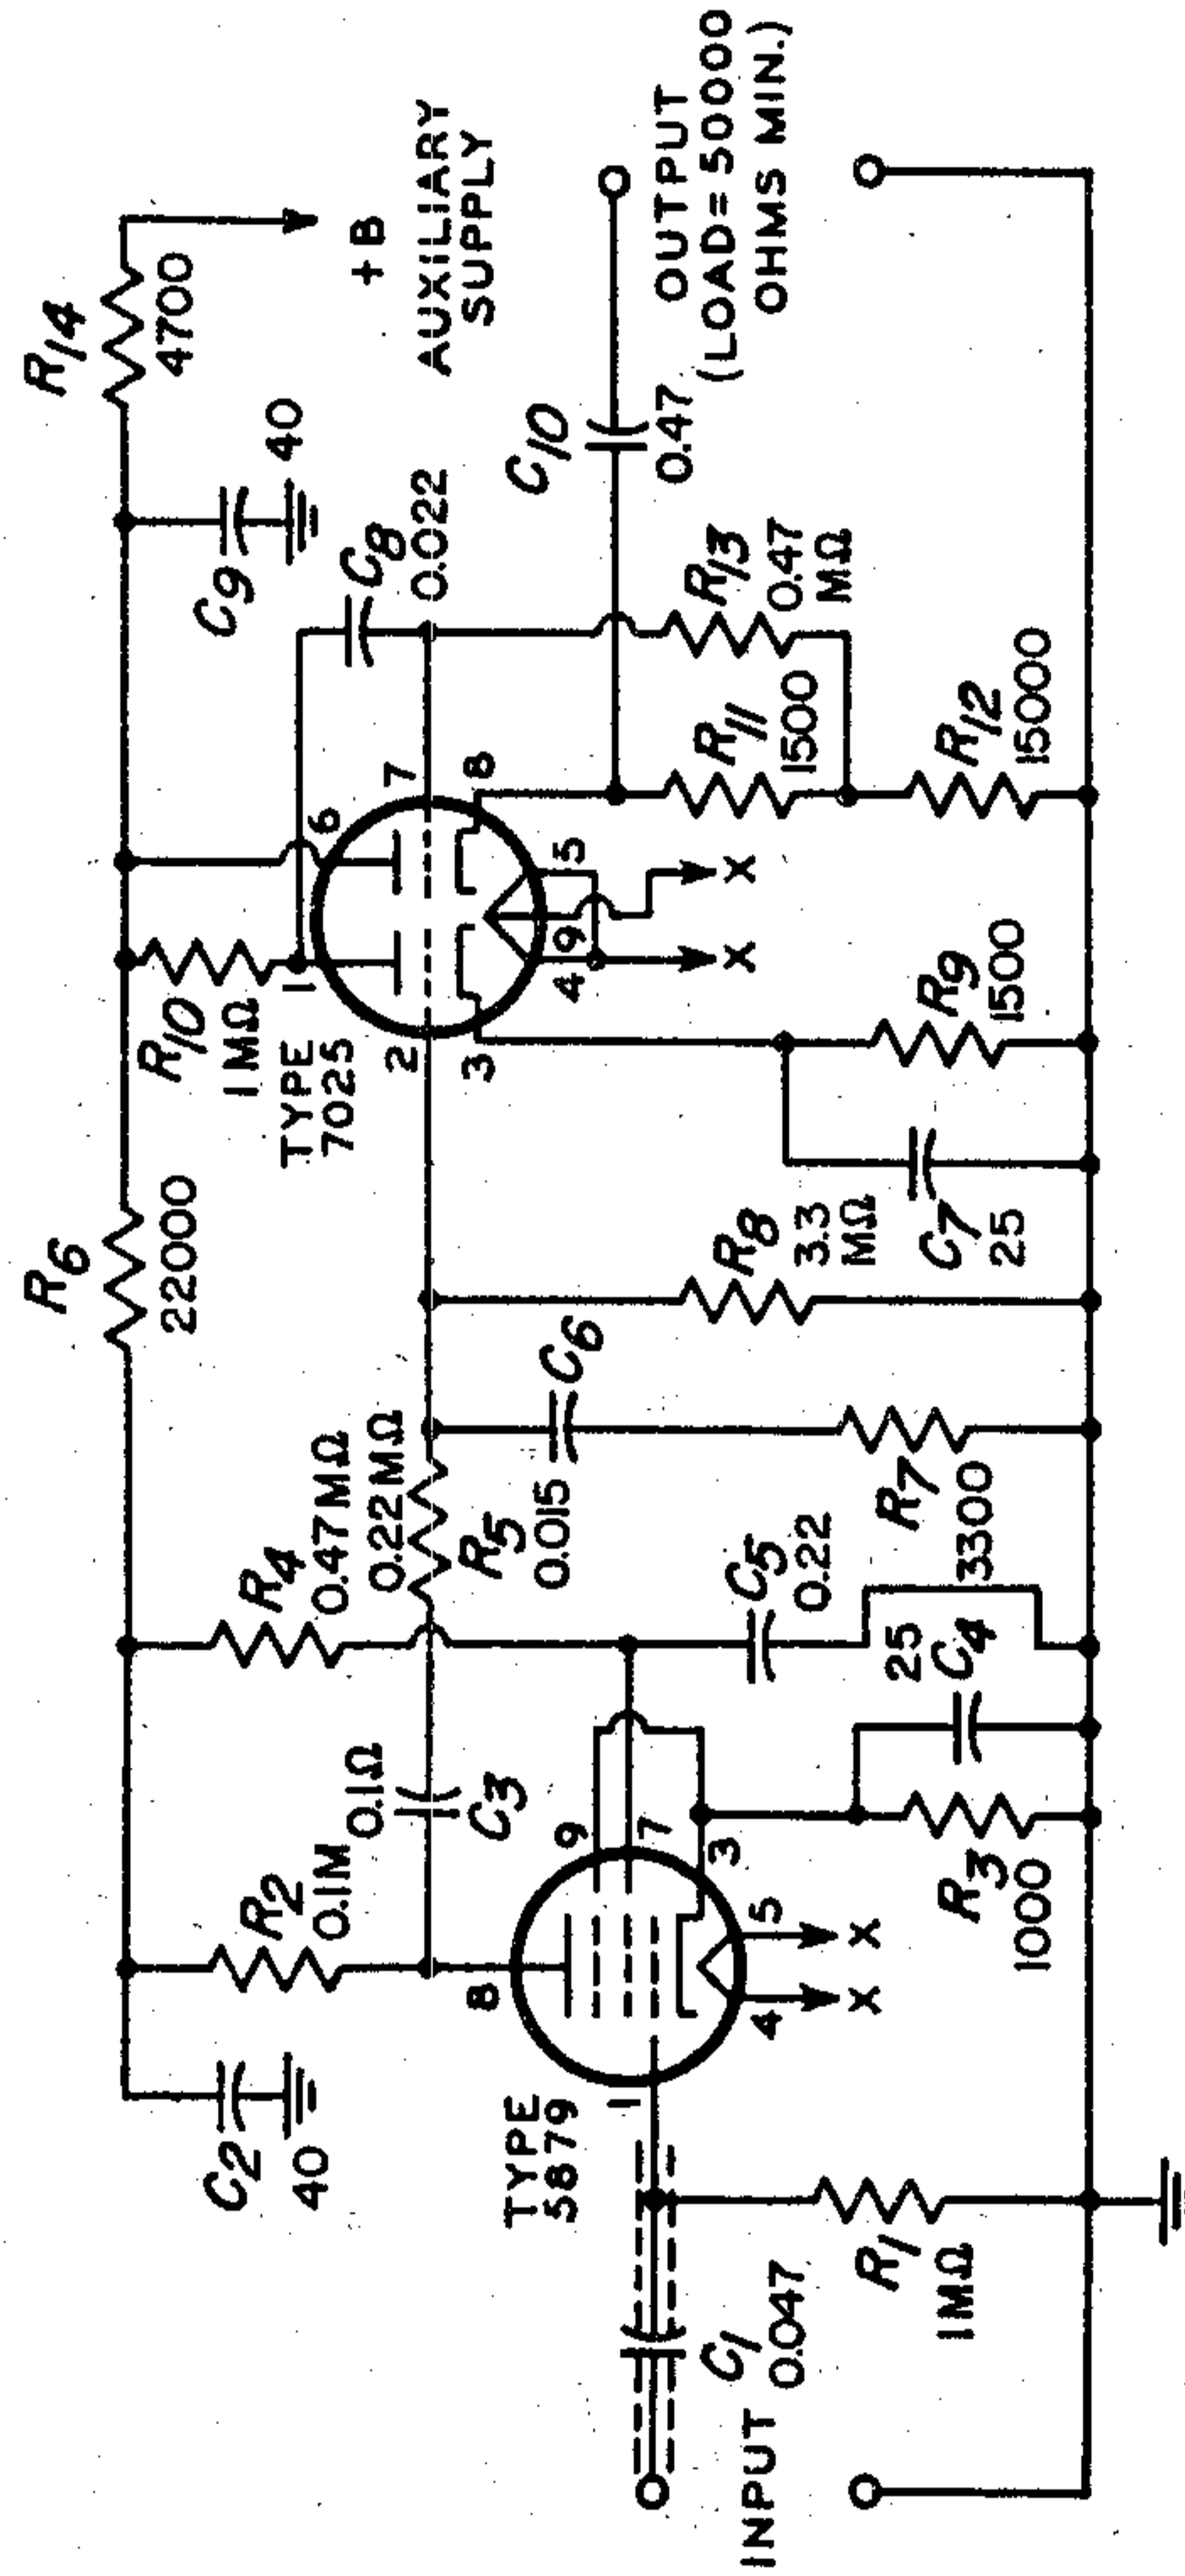 R14
4700
+B
AUXILIARY
SUPPLY
C9
40
C8
0.022
C10
0.47
OUTPUT
(LOAD=50000
OHMS MIN.)
R13
0.47
MΩ
R11
1500
R12
15000
R10
1MΩ
TYPE
7025
1
6
2
7
3
8
4
9
5
X
X
R9
1500
C7
25
R8
3.3
MΩ
R6
22000
R4
0.47MΩ
0.22MΩ
R5
0.015
C6
R7
3300
C5
0.22
25
C4
R2
0.1M
0.1Ω
C3
8
9
7
3
1
4
5
X
X
R3
1000
C2
40
TYPE
5879
C1
0.047
INPUT
R1
1MΩ